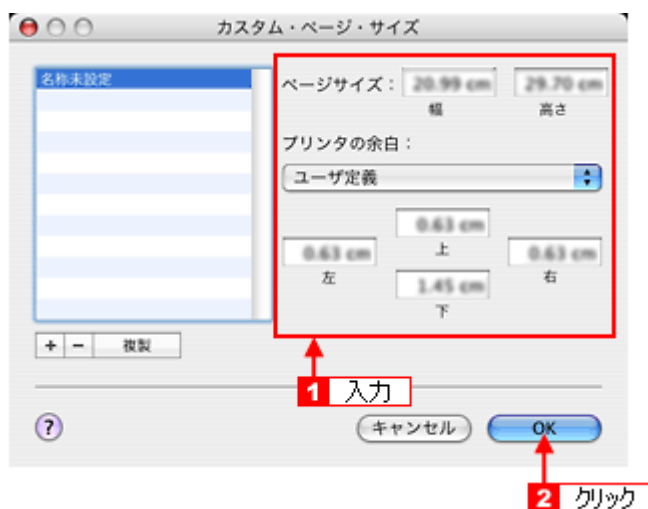 カスタム・ページ・サイズ
名称未設定
ページサイズ： 20.99 cm 29.70 cm
幅 高さ
プリンタの余白：
ユーザ定義
0.63 cm
上
0.63 cm 0.63 cm
左 右
1.45 cm
下
+ − 複製
1 入力
? キャンセル OK
2 クリック